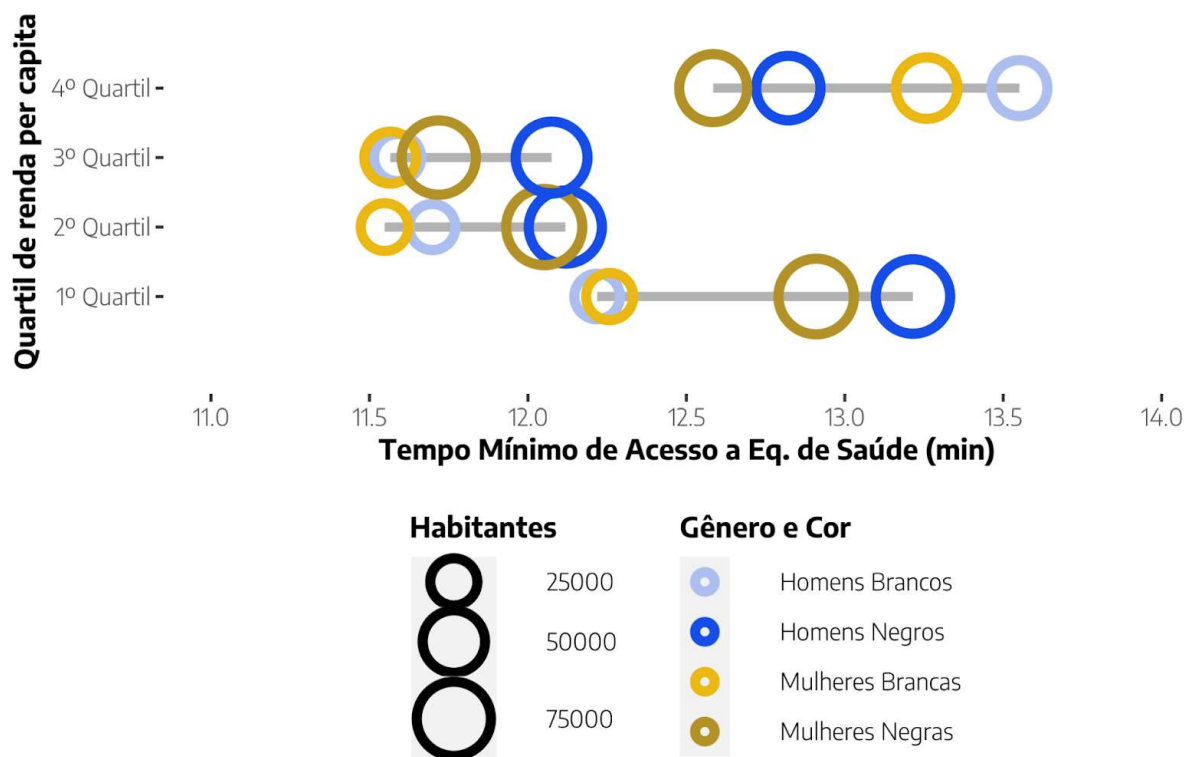 Quartil de renda per capita
4º Quartil
3º Quartil
2º Quartil
1º Quartil
11.0 11.5 12.0 12.5 13.0 13.5 14.0
Tempo Mínimo de Acesso a Eq. de Saúde (min)
Habitantes
25000
50000
75000
Gênero e Cor
Homens Brancos
Homens Negros
Mulheres Brancas
Mulheres Negras